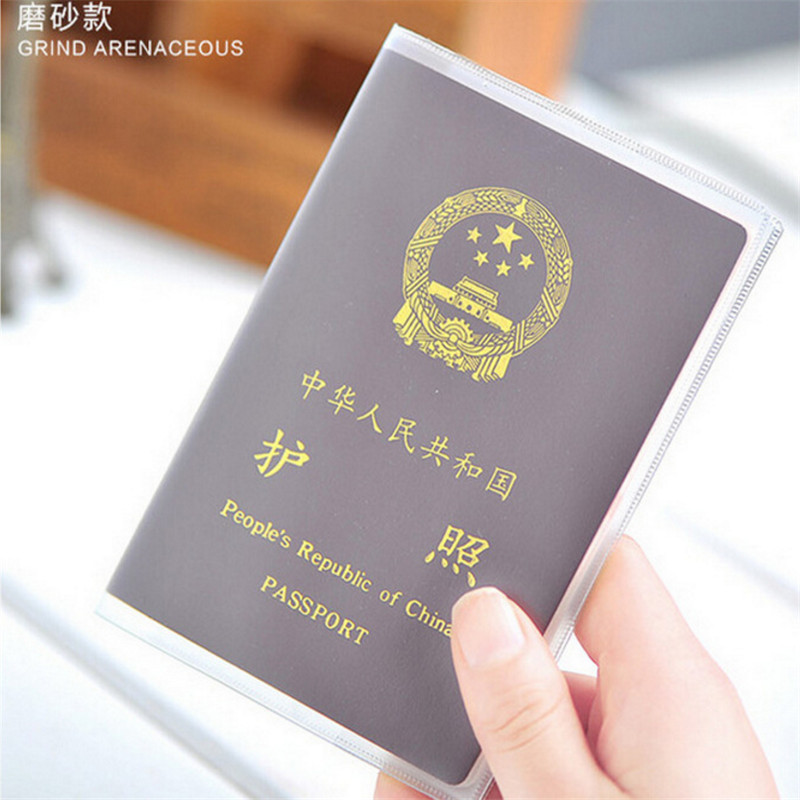 磨砂款
GRIND ARENACEOUS
中华人民共和国
护照
People's Republic of China
PASSPORT